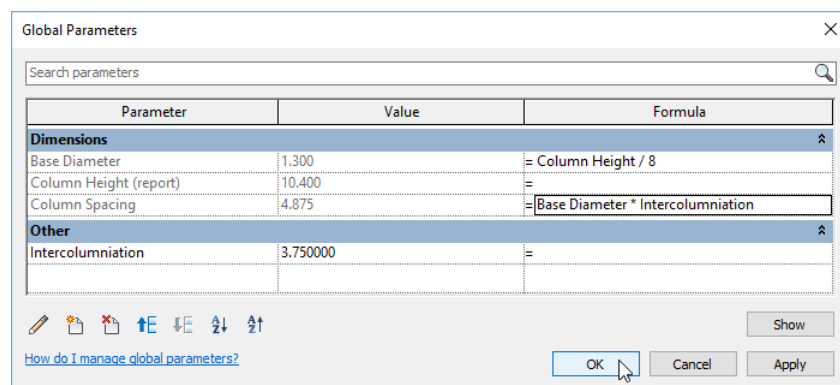 Global Parameters
Search parameters
Parameter Value Formula
Dimensions
Base Diameter 1.300 = Column Height / 8
Column Height (report) 10.400 =
Column Spacing 4.875 = Base Diameter * Intercolumniation
Other
Intercolumniation 3.750000 =
Show
How do I manage global parameters?
OK Cancel Apply